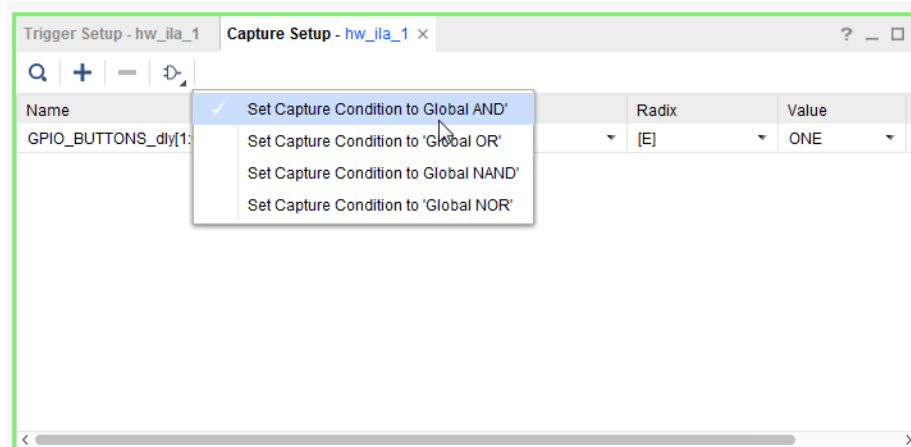 Trigger Setup - hw_ila_1 Capture Setup - hw_ila_1 × ? _
Name Radix Value
GPIO_BUTTONS_dly[1: [E] ONE
Set Capture Condition to Global AND'
Set Capture Condition to 'Global OR'
Set Capture Condition to Global NAND'
Set Capture Condition to 'Global NOR'